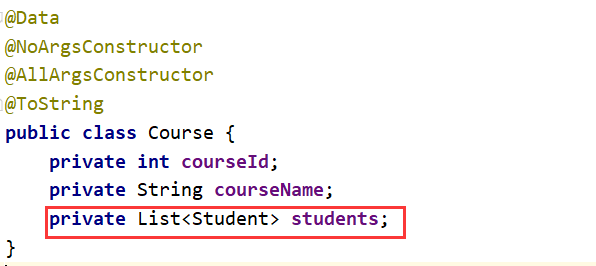 @Data
@NoArgsConstructor
@AllArgsConstructor
@ToString
public class Course {
    private int courseId;
    private String courseName;
    private List<Student> students;
}